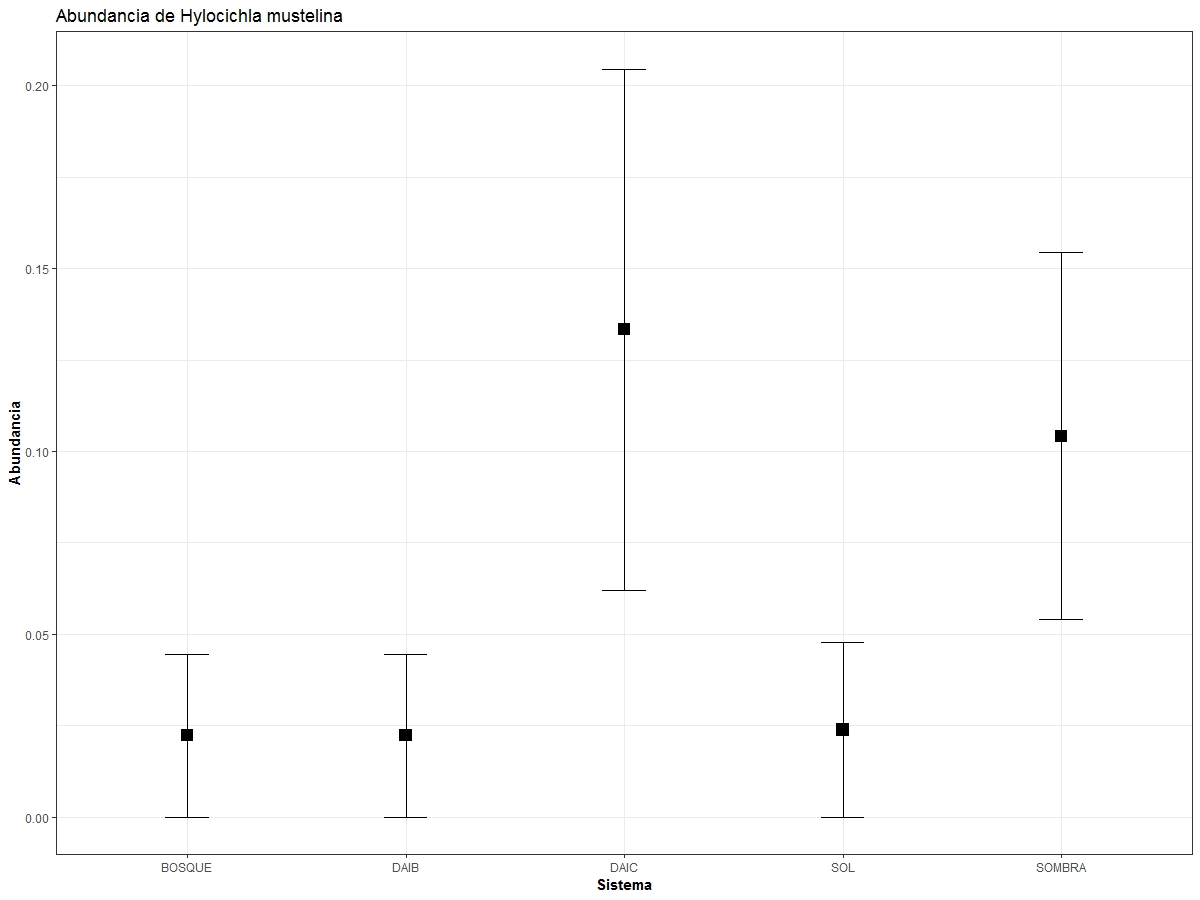 Abundancia de Hylocichla mustelina
0.20
0.15
0.10
0.05
0.00
Abundancia
BOSQUE DAIB DAIC SOL SOMBRA
Sistema